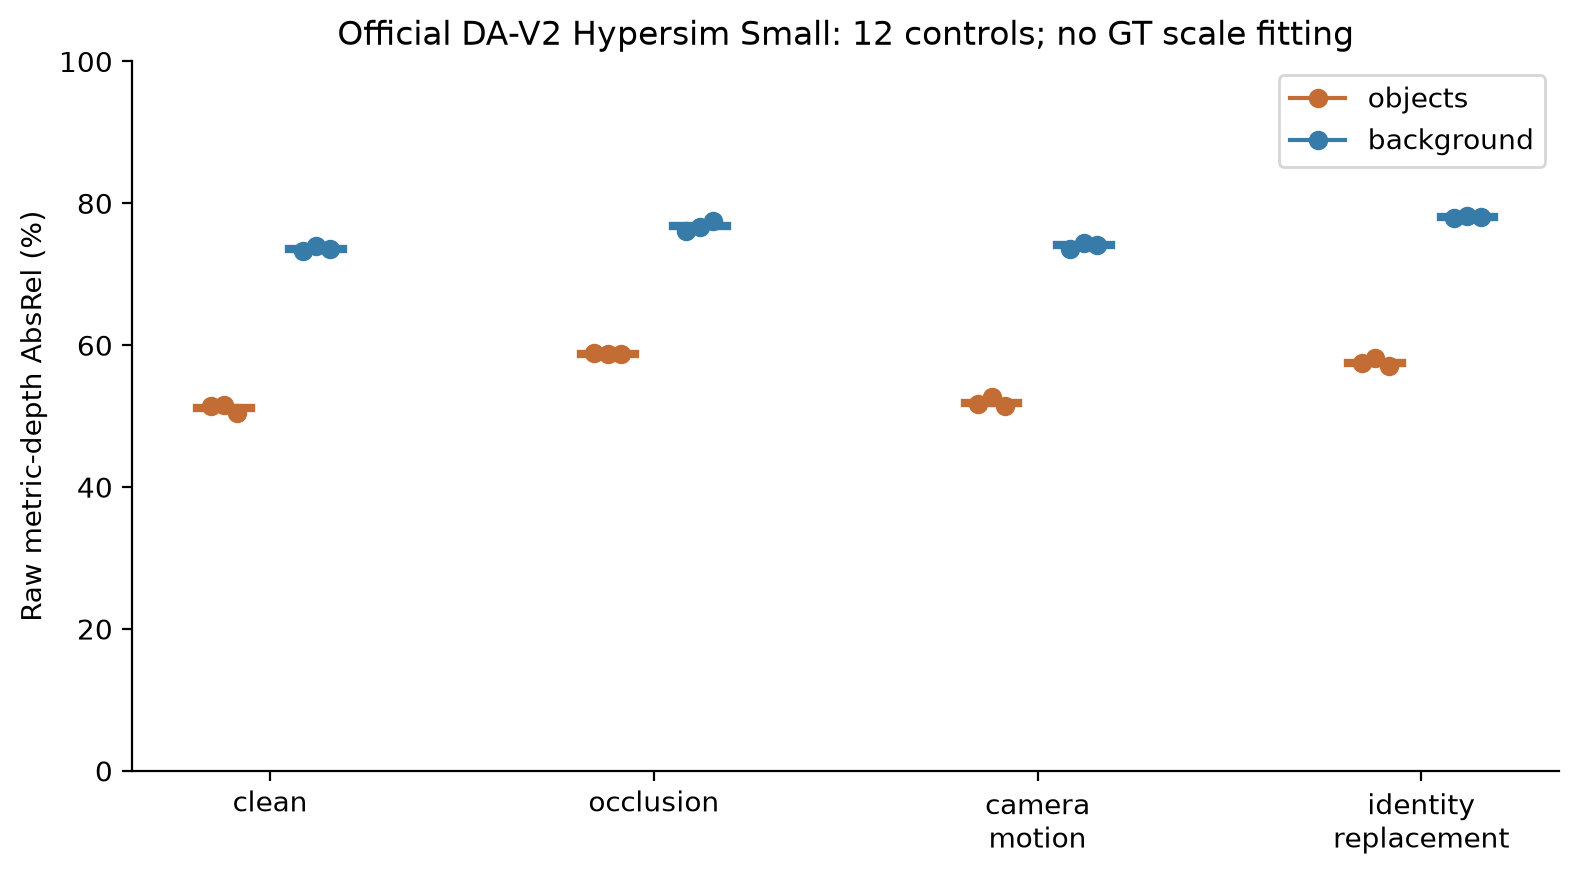 Official DA-V2 Hypersim Small: 12 controls; no GT scale fitting
Raw metric-depth AbsRel (%)
100
80
60
40
20
0
objects
background
clean
occlusion
camera
motion
identity
replacement